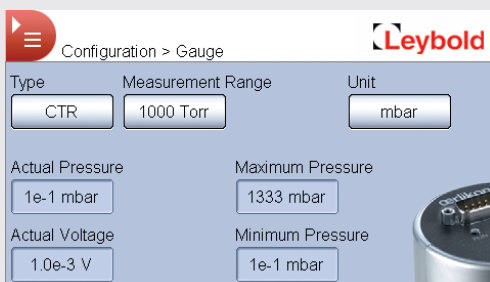 Leybold
Configuration > Gauge
Type Measurement Range Unit
CTR 1000 Torr mbar
Actual Pressure Maximum Pressure
1e-1 mbar 1333 mbar
Actual Voltage Minimum Pressure
1.0e-3 V 1e-1 mbar
oerlikon